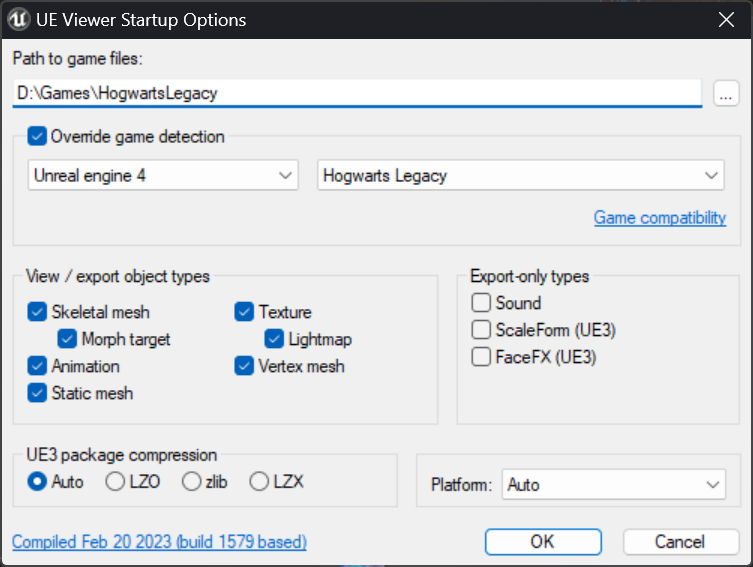 UE Viewer Startup Options
Path to game files:
D:\Games\HogwartsLegacy
...
Override game detection
Unreal engine 4 Hogwarts Legacy
Game compatibility
View / export object types Export-only types
Skeletal mesh Texture Sound
Morph target Lightmap ScaleForm (UE3)
Animation Vertex mesh FaceFX (UE3)
Static mesh
UE3 package compression
Auto LZO zlib LZX Platform: Auto
Compiled Feb 20 2023 (build 1579 based) OK Cancel